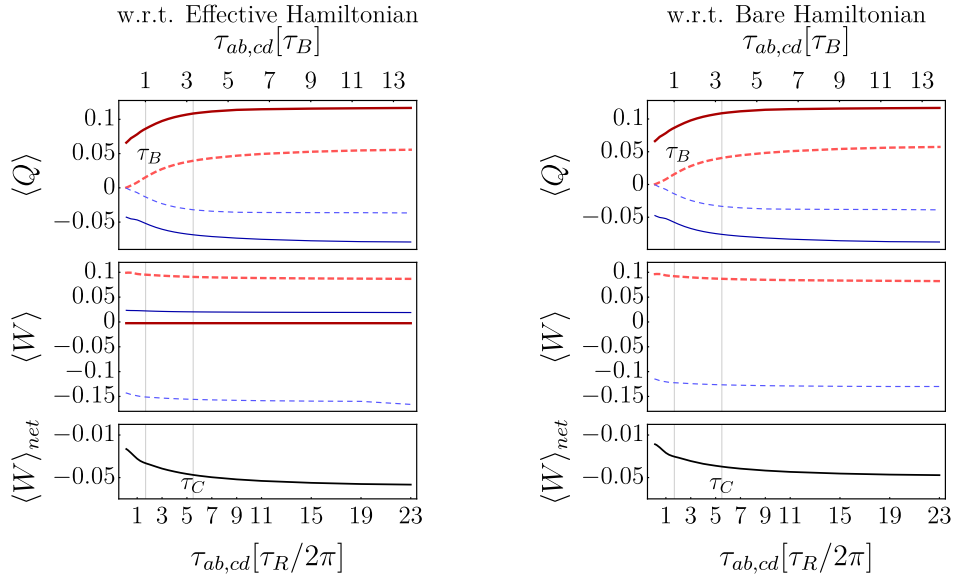 w.r.t. Effective Hamiltonian
τ_{ab,cd}[τ_B]
1 3 5 7 9 11 13
0.1
0.05
0
−0.05
⟨Q⟩
τ_B
0.1
0.05
0
−0.05
−0.1
−0.15
⟨W⟩
−0.01
−0.05
⟨W⟩_{net}
τ_C
1 3 5 7 9 11 15 19 23
τ_{ab,cd}[τ_R/2π]
w.r.t. Bare Hamiltonian
τ_{ab,cd}[τ_B]
1 3 5 7 9 11 13
0.1
0.05
0
−0.05
⟨Q⟩
τ_B
0.1
0.05
0
−0.05
−0.1
−0.15
⟨W⟩
−0.01
−0.05
⟨W⟩_{net}
τ_C
1 3 5 7 9 11 15 19 23
τ_{ab,cd}[τ_R/2π]